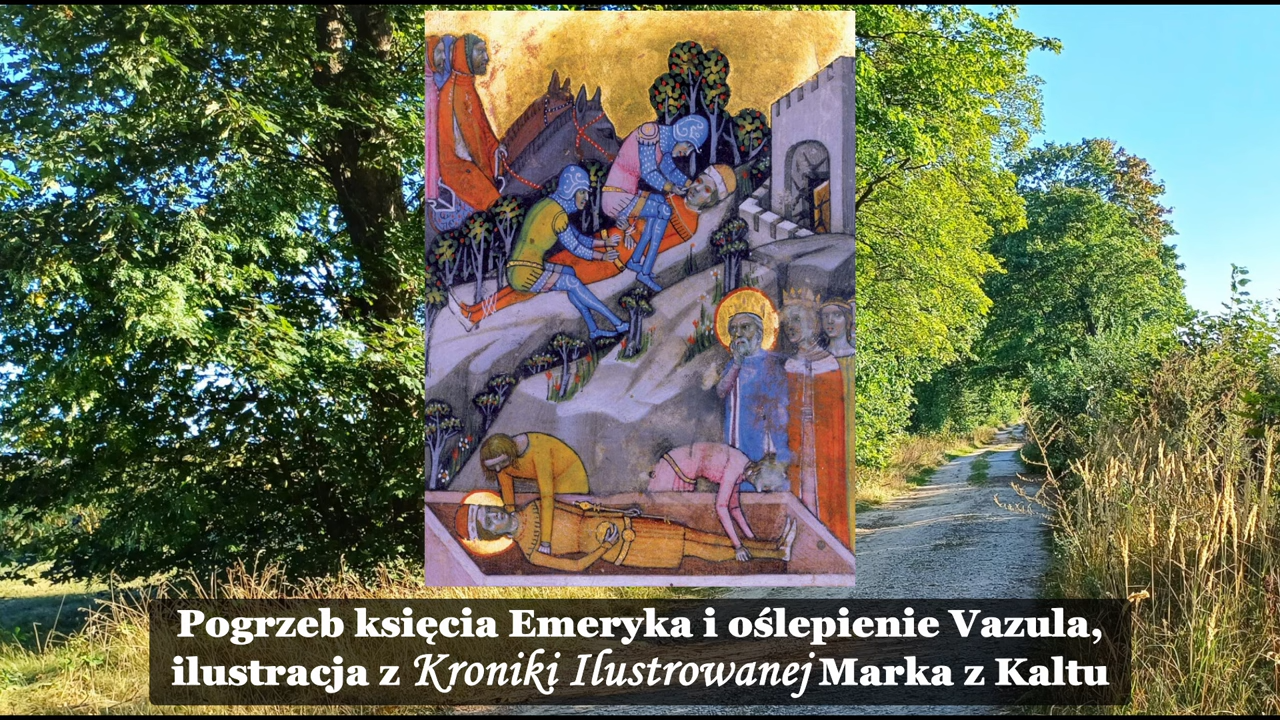 Pogrzeb księcia Emeryka i oślepienie Vazula,
ilustracja z Kroniki Ilustrowanej Marka z Kaltu